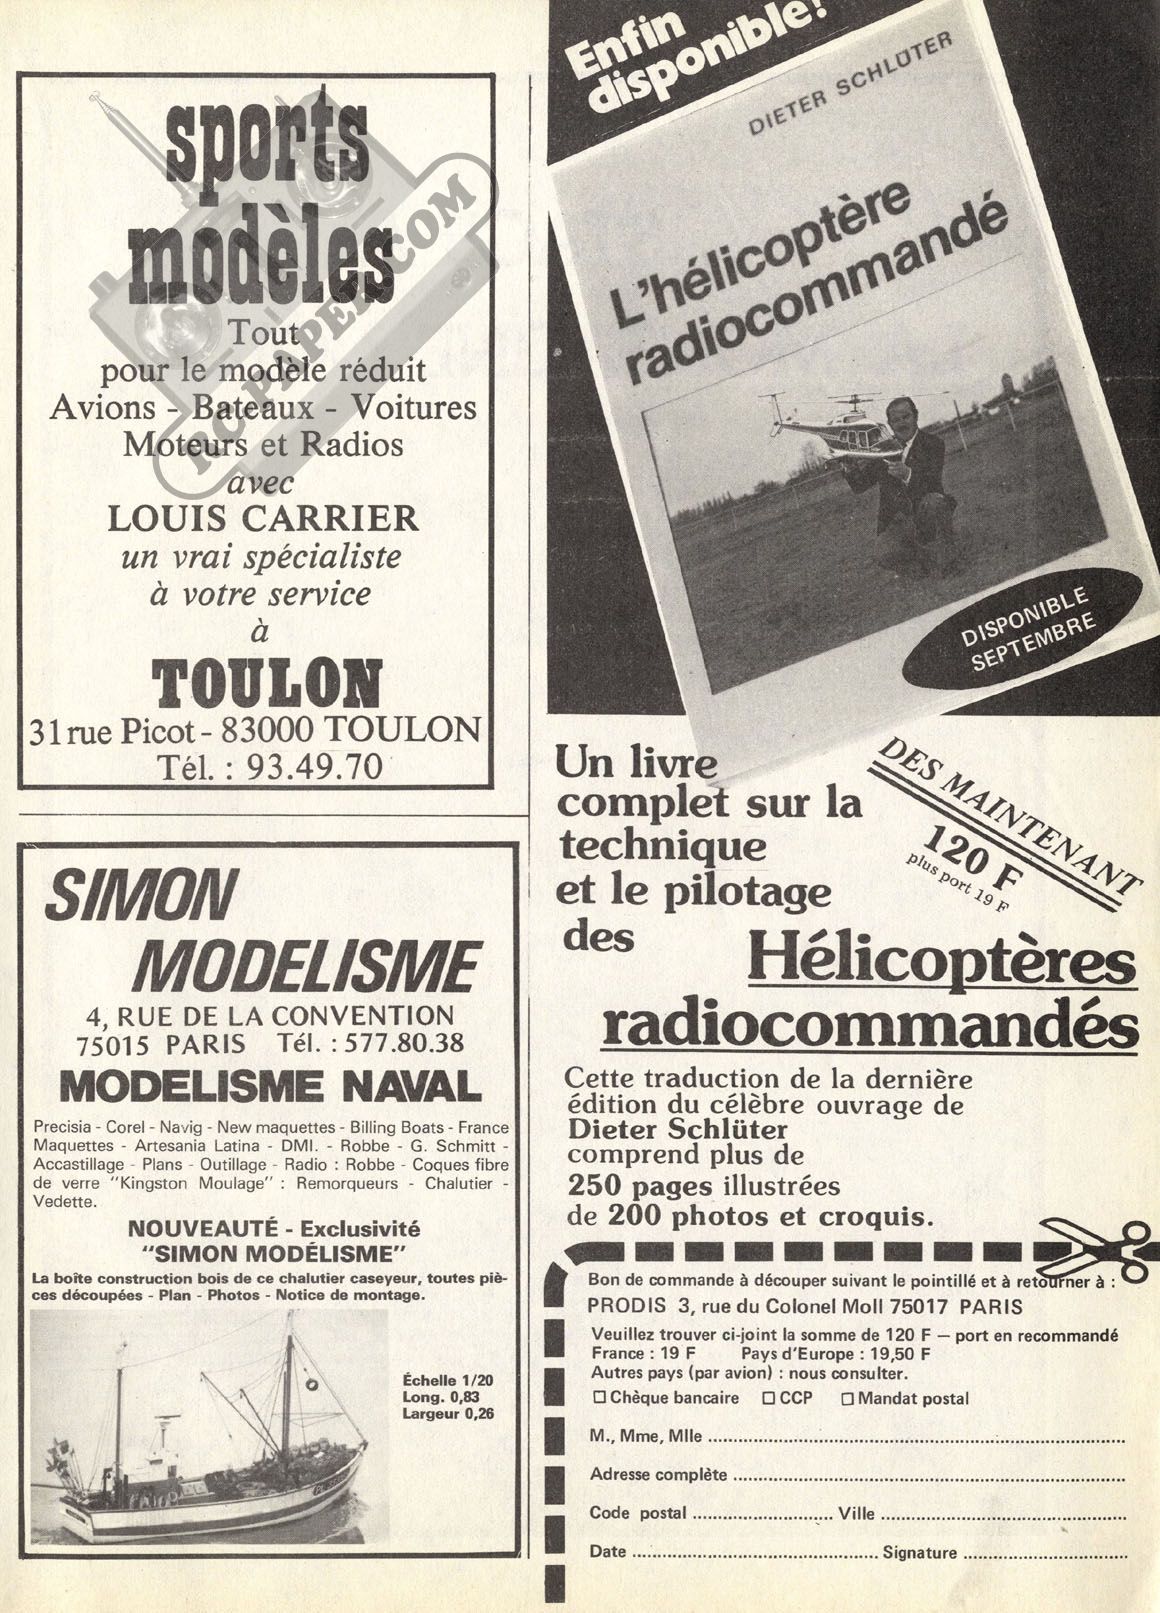 sports
modèles
Tout
pour le modèle réduit
Avions - Bateaux - Voitures
Moteurs et Radios
avec
LOUIS CARRIER
un vrai spécialiste
à votre service
à
TOULON
31 rue Picot - 83000 TOULON
Tél. : 93.49.70
RC-PAPER.COM
SIMON
MODELISME
4, RUE DE LA CONVENTION
75015 PARIS Tél. : 577.80.38
MODELISME NAVAL
Precisia - Corel - Navig - New maquettes - Billing Boats - France
Maquettes - Artesania Latina - DMI. - Robbe - G. Schmitt -
Accastillage - Plans - Outillage - Radio : Robbe - Coques fibre
de verre "Kingston Moulage" : Remorqueurs - Chalutier -
Vedette.
NOUVEAUTÉ - Exclusivité
"SIMON MODÉLISME"
La boîte construction bois de ce chalutier caseyeur, toutes piè-
ces découpées - Plan - Photos - Notice de montage.
Échelle 1/20
Long. 0,83
Largeur 0,26
Enfin
disponible!
DIETER SCHLÜTER
L'hélicoptère
radiocommandé
DISPONIBLE
SEPTEMBRE
Un livre
complet sur la
technique
et le pilotage
des
DES MAINTENANT
120 F
plus port 19 F
Hélicoptères
radiocommandés
Cette traduction de la dernière
édition du célèbre ouvrage de
Dieter Schlüter
comprend plus de
250 pages illustrées
de 200 photos et croquis.
Bon de commande à découper suivant le pointillé et à retourner à :
PRODIS 3, rue du Colonel Moll 75017 PARIS
Veuillez trouver ci-joint la somme de 120 F — port en recommandé
France : 19 F Pays d'Europe : 19,50 F
Autres pays (par avion) : nous consulter.
☐ Chèque bancaire ☐ CCP ☐ Mandat postal
M., Mme, Mlle
Adresse complète
Code postal Ville
Date Signature